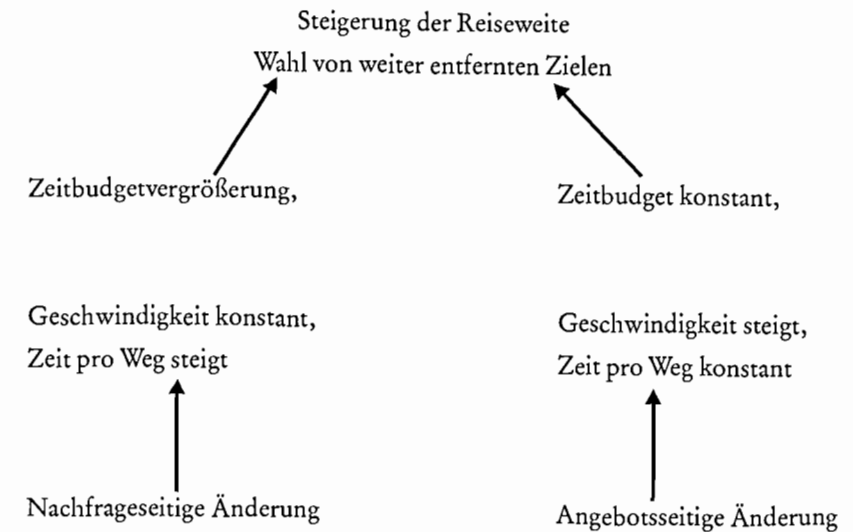 Steigerung der Reiseweite
Wahl von weiter entfernten Zielen
Zeitbudgetvergrößerung,
Zeitbudget konstant,
Geschwindigkeit konstant,
Zeit pro Weg steigt
Geschwindigkeit steigt,
Zeit pro Weg konstant
Nachfrageseitige Änderung
Angebotsseitige Änderung